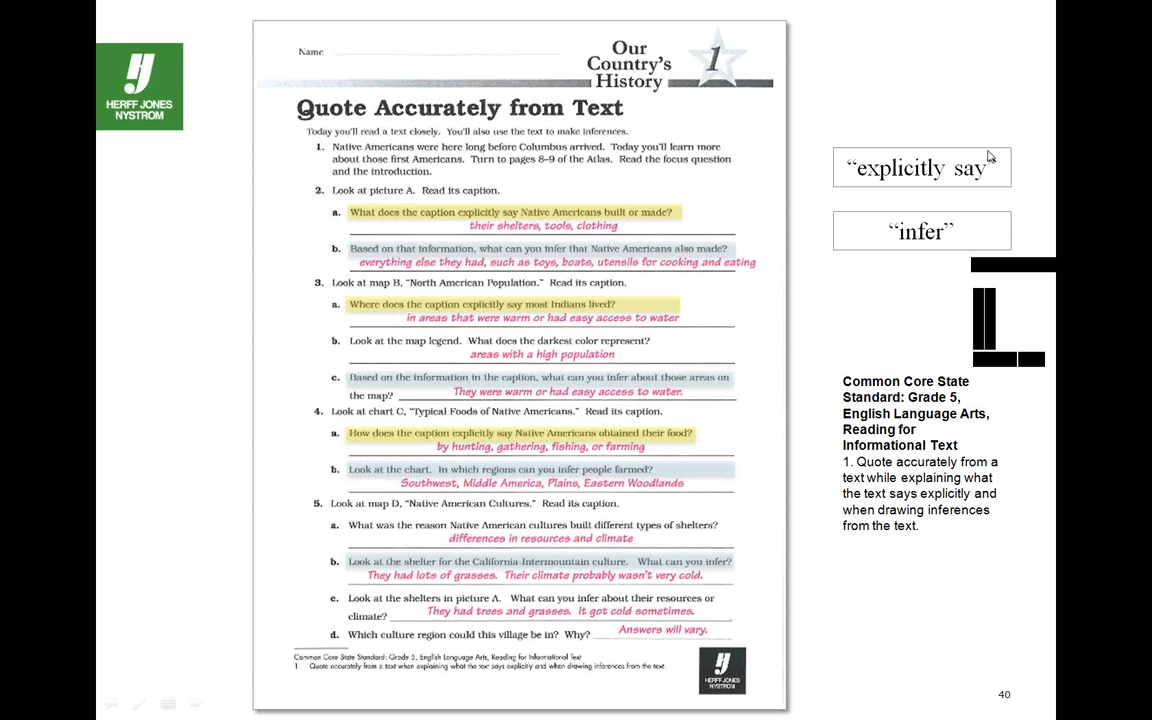 HERFF JONES
NYSTROM
Name
Our
Country's
History
1
Quote Accurately from Text
Today you'll read a text closely. You'll also use the text to make inferences.
1. Native Americans were here long before Columbus arrived. Today you'll learn more
about those first Americans. Turn to pages 8–9 of the Atlas. Read the focus question
and the introduction.
2. Look at picture A. Read its caption.
a. What does the caption explicitly say Native Americans built or made?
their shelters, tools, clothing
b. Based on that information, what can you infer that Native Americans also made?
everything else they had, such as toys, boats, utensils for cooking and eating
3. Look at map B, "North American Population." Read its caption.
a. Where does the caption explicitly say most Indians lived?
in areas that were warm or had easy access to water
b. Look at the map legend. What does the darkest color represent?
areas with a high population
c. Based on the information in the caption, what can you infer about those areas on
the map? They were warm or had easy access to water.
4. Look at chart C, "Typical Foods of Native Americans." Read its caption.
a. How does the caption explicitly say Native Americans obtained their food?
by hunting, gathering, fishing, or farming
b. Look at the chart. In which regions can you infer people farmed?
Southwest, Middle America, Plains, Eastern Woodlands
5. Look at map D, "Native American Cultures." Read its caption.
a. What was the reason Native American cultures built different types of shelters?
differences in resources and climate
b. Look at the shelter for the California-Intermountain culture. What can you infer?
They had lots of grasses. Their climate probably wasn't very cold.
c. Look at the shelters in picture A. What can you infer about their resources or
climate? They had trees and grasses. It got cold sometimes.
d. Which culture region could this village be in? Why? Answers will vary.
Common Core State Standard: Grade 5, English Language Arts, Reading for Informational Text
1. Quote accurately from a text when explaining what the text says explicitly and when drawing inferences from the text.
HERFF JONES
NYSTROM
"explicitly say"
"infer"
Common Core State
Standard: Grade 5,
English Language Arts,
Reading for
Informational Text
1. Quote accurately from a
text while explaining what
the text says explicitly and
when drawing inferences
from the text.
40